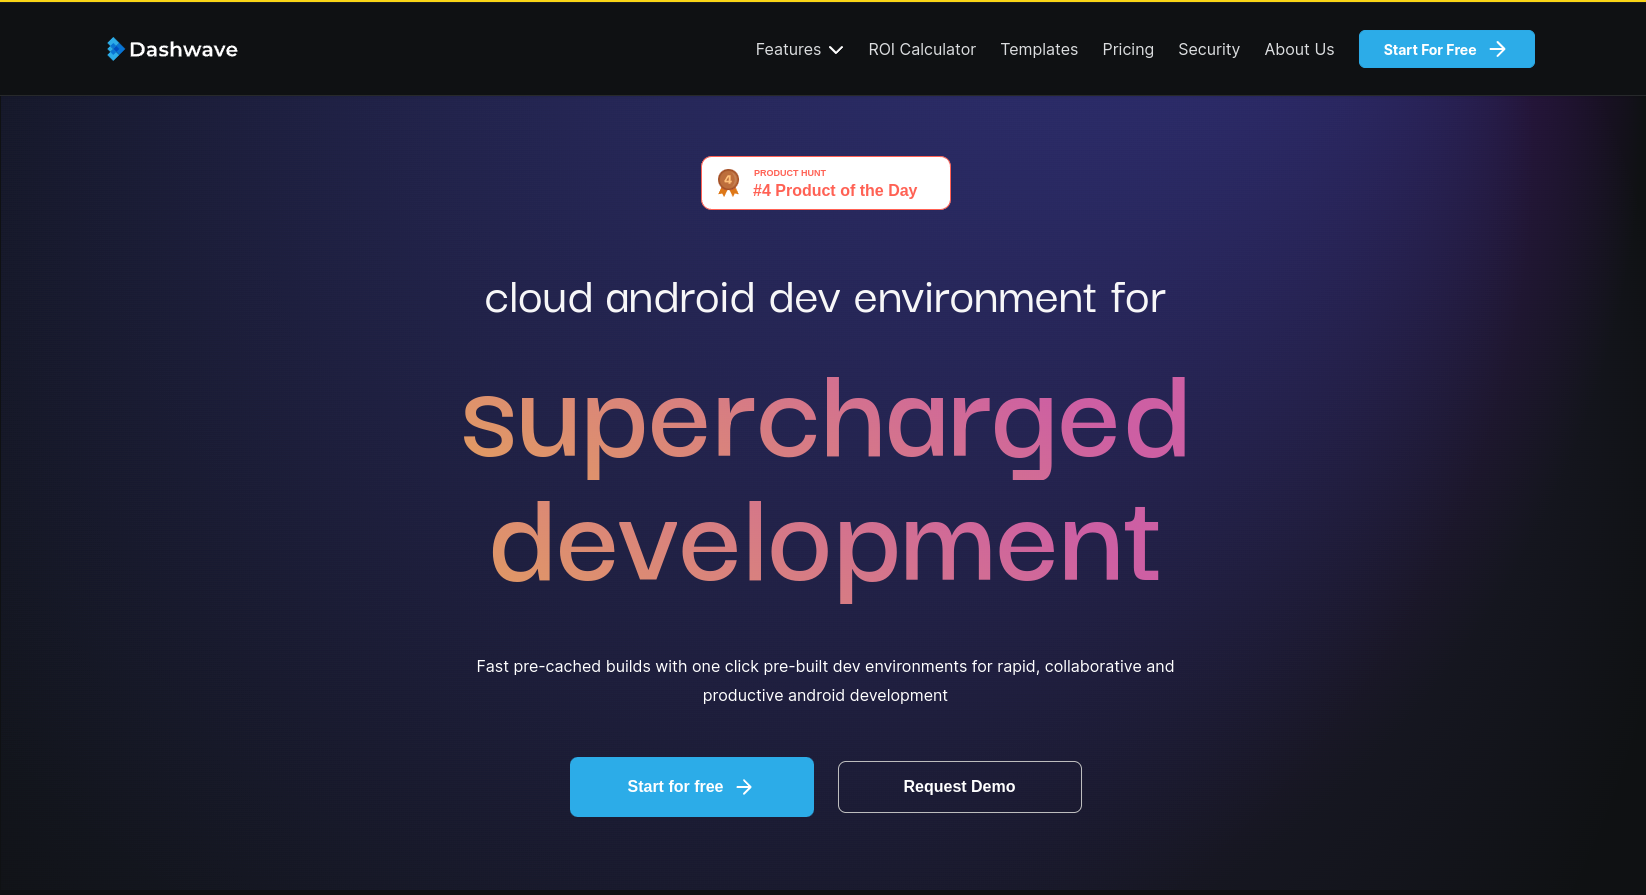 Dashwave
Features
ROI Calculator
Templates
Pricing
Security
About Us
Start For Free
4
PRODUCT HUNT
#4 Product of the Day
cloud android dev environment for
supercharged
development
Fast pre-cached builds with one click pre-built dev environments for rapid, collaborative and
productive android development
Start for free
Request Demo